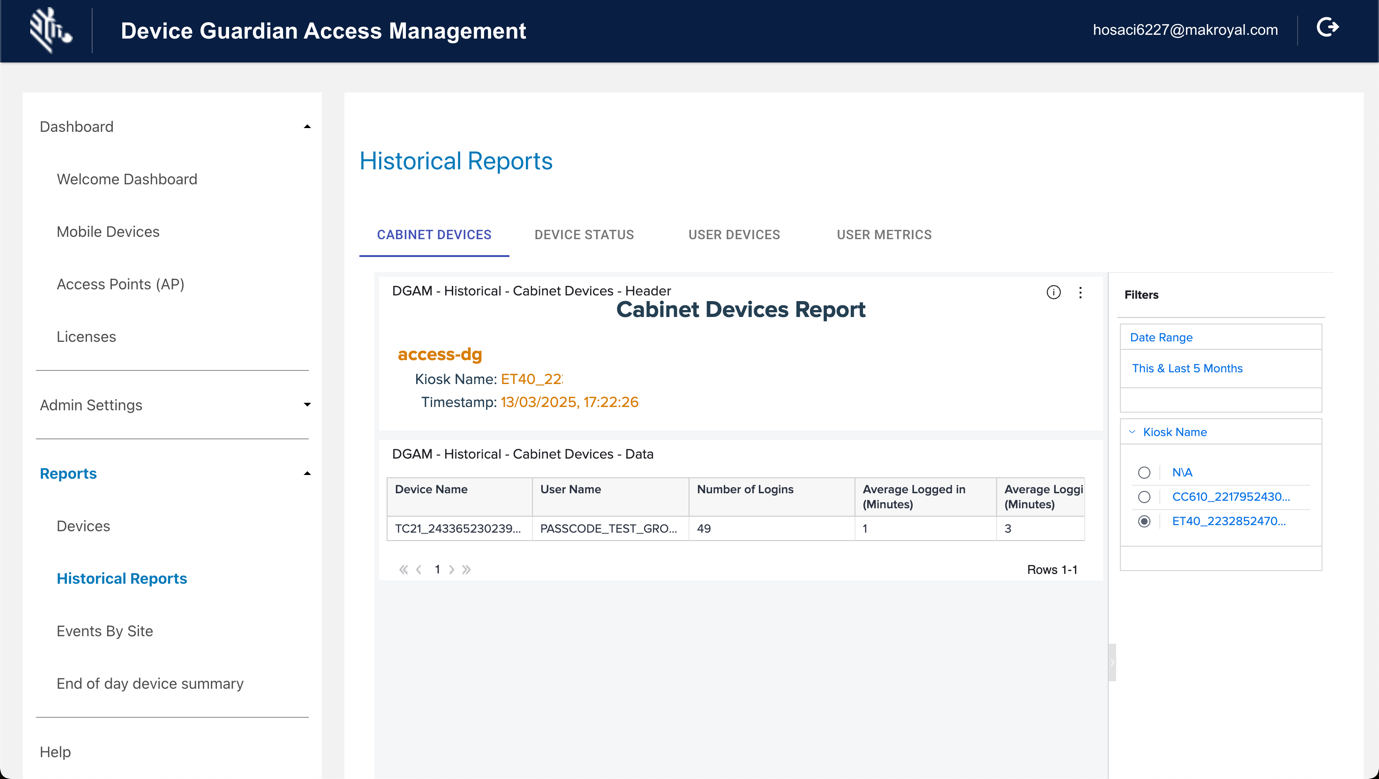 Device Guardian Access Management
hosaci6227@makroyal.com
Dashboard
Welcome Dashboard
Mobile Devices
Access Points (AP)
Licenses
Admin Settings
Reports
Devices
Historical Reports
Events By Site
End of day device summary
Help
Historical Reports
CABINET DEVICES
DEVICE STATUS
USER DEVICES
USER METRICS
DGAM - Historical - Cabinet Devices - Header
Cabinet Devices Report
access-dg
Kiosk Name: ET40_22
Timestamp: 13/03/2025, 17:22:26
DGAM - Historical - Cabinet Devices - Data
Device Name User Name Number of Logins Average Logged in (Minutes) Average Loggi (Minutes)
TC21_243365230239... PASSCODE_TEST_GRO... 49 1 3
1
Rows 1-1
Filters
Date Range
This & Last 5 Months
Kiosk Name
N\A
CC610_2217952430...
ET40_2232852470...